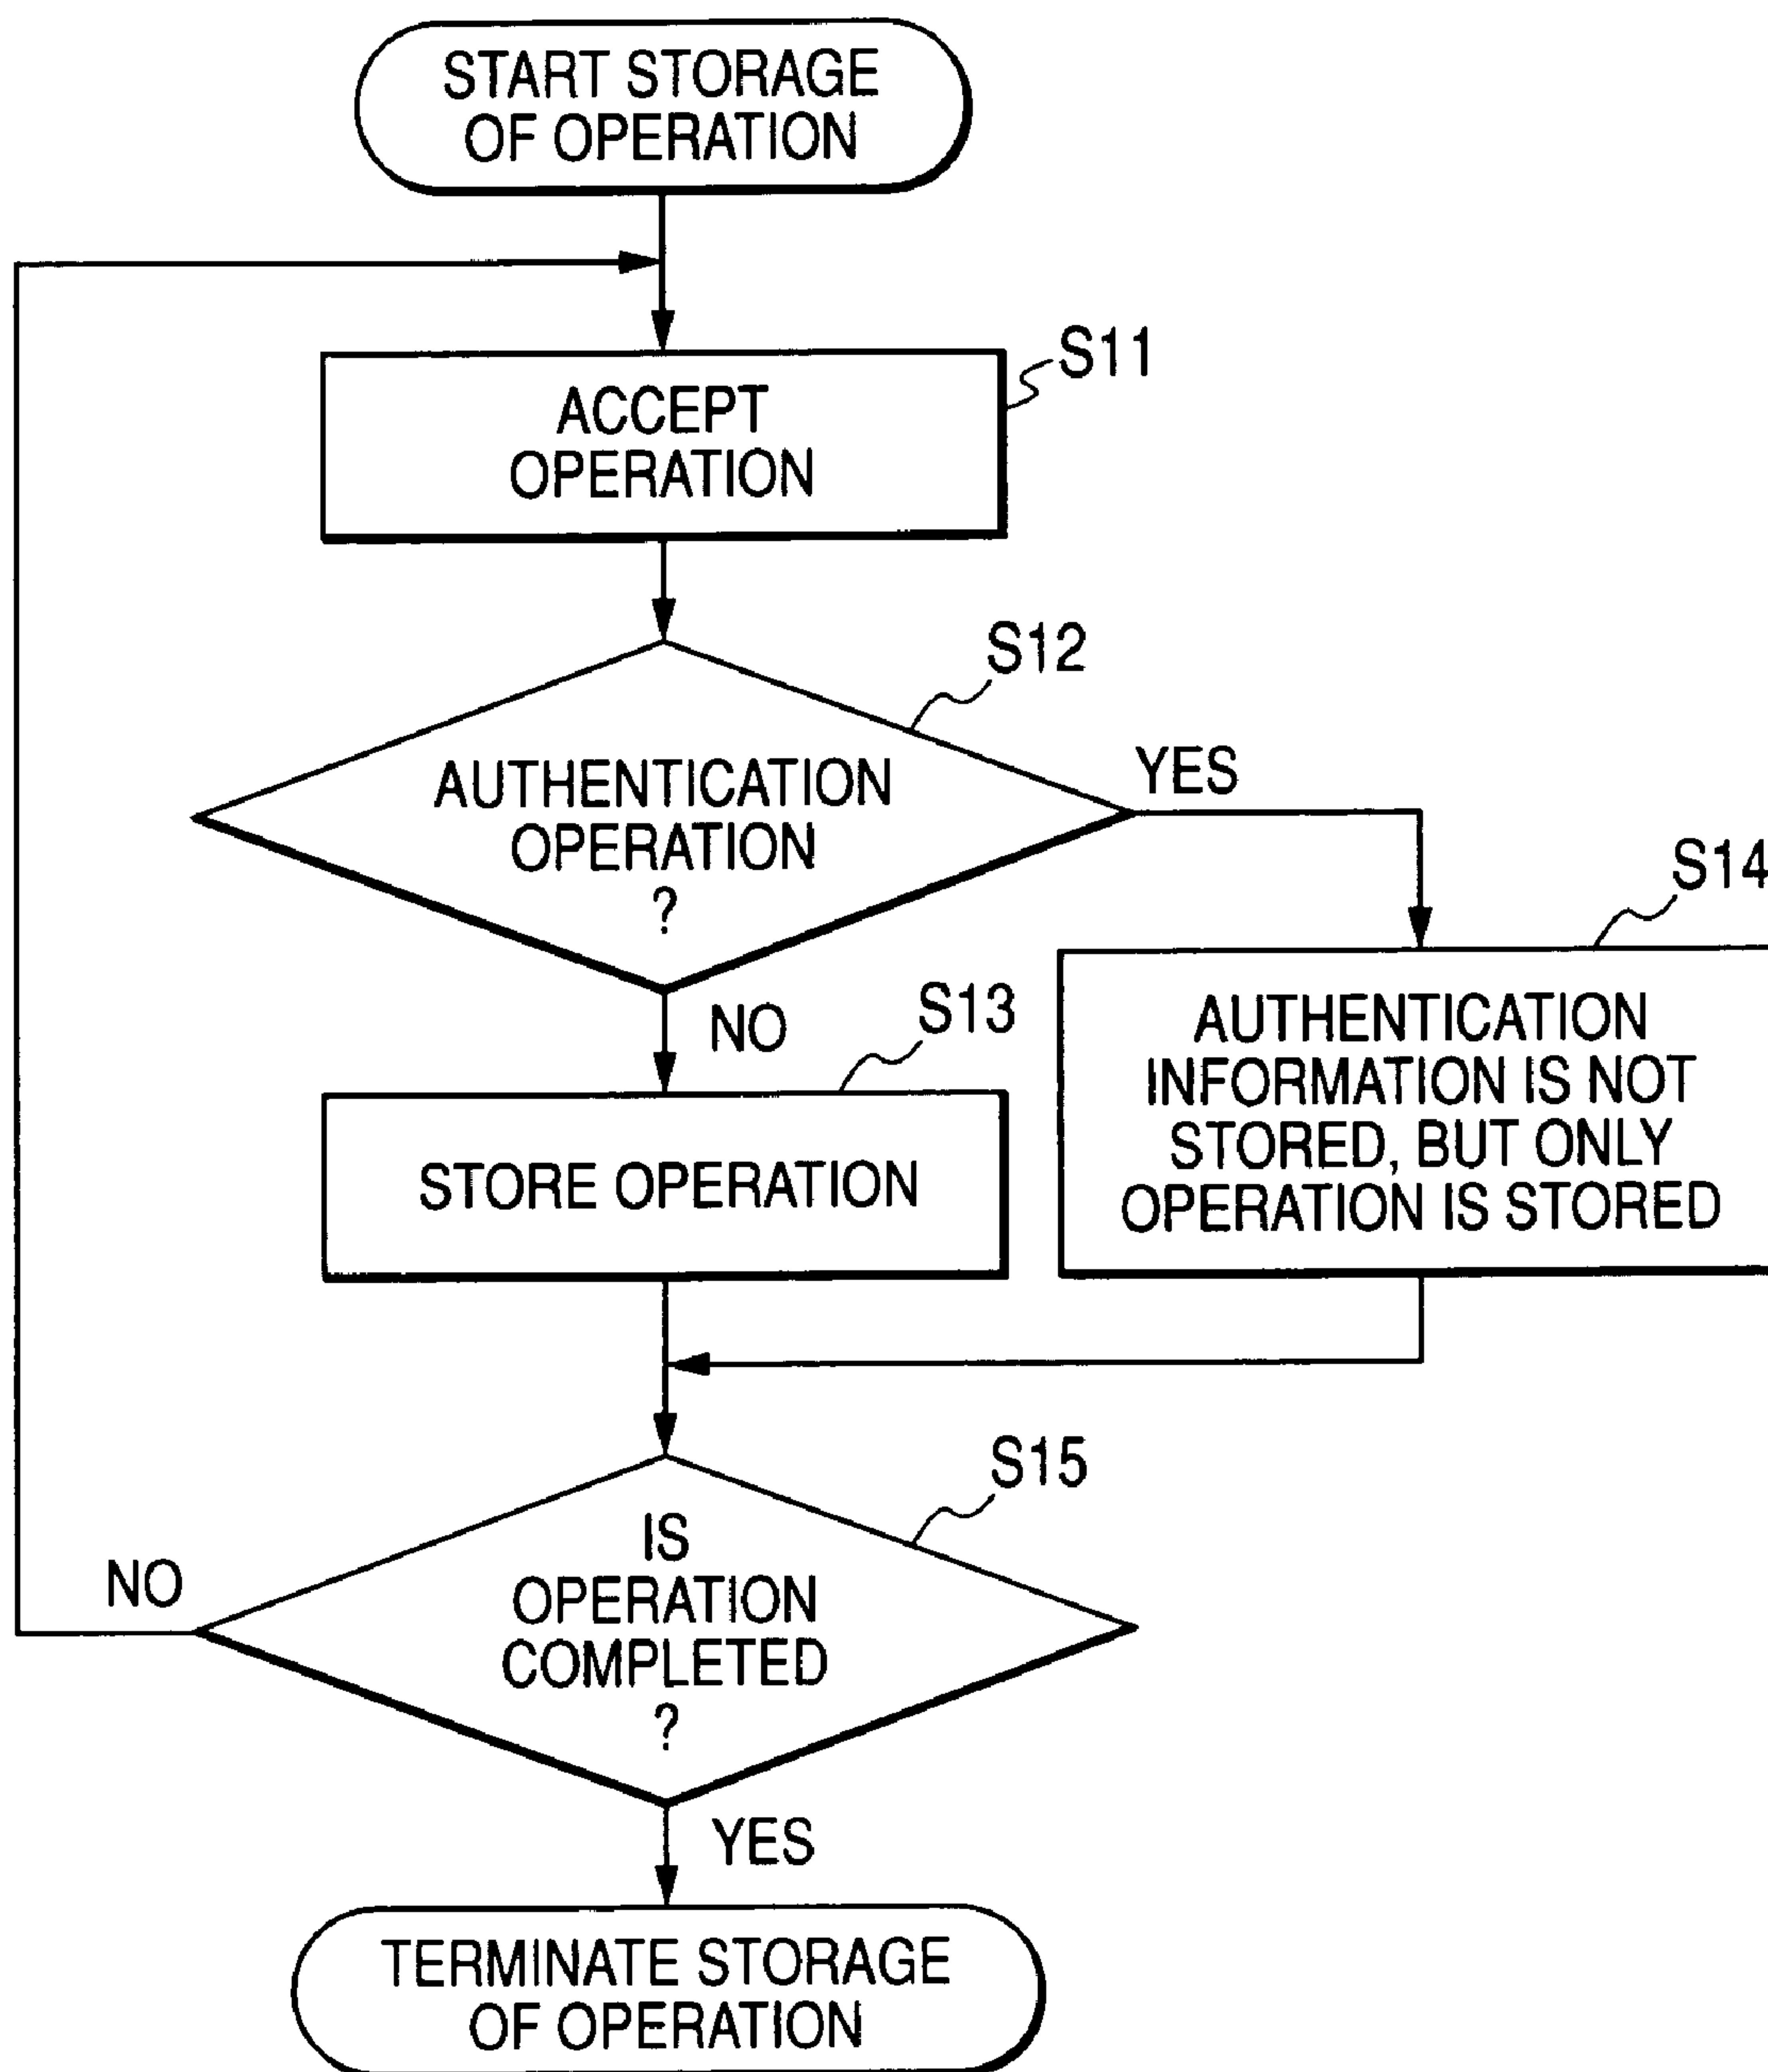 START STORAGE
OF OPERATION
S11
ACCEPT
OPERATION
S12
AUTHENTICATION
OPERATION
?
YES
S14
AUTHENTICATION
INFORMATION IS NOT
STORED, BUT ONLY
OPERATION IS STORED
NO
S13
STORE OPERATION
S15
IS
OPERATION
COMPLETED
?
NO
YES
TERMINATE STORAGE
OF OPERATION